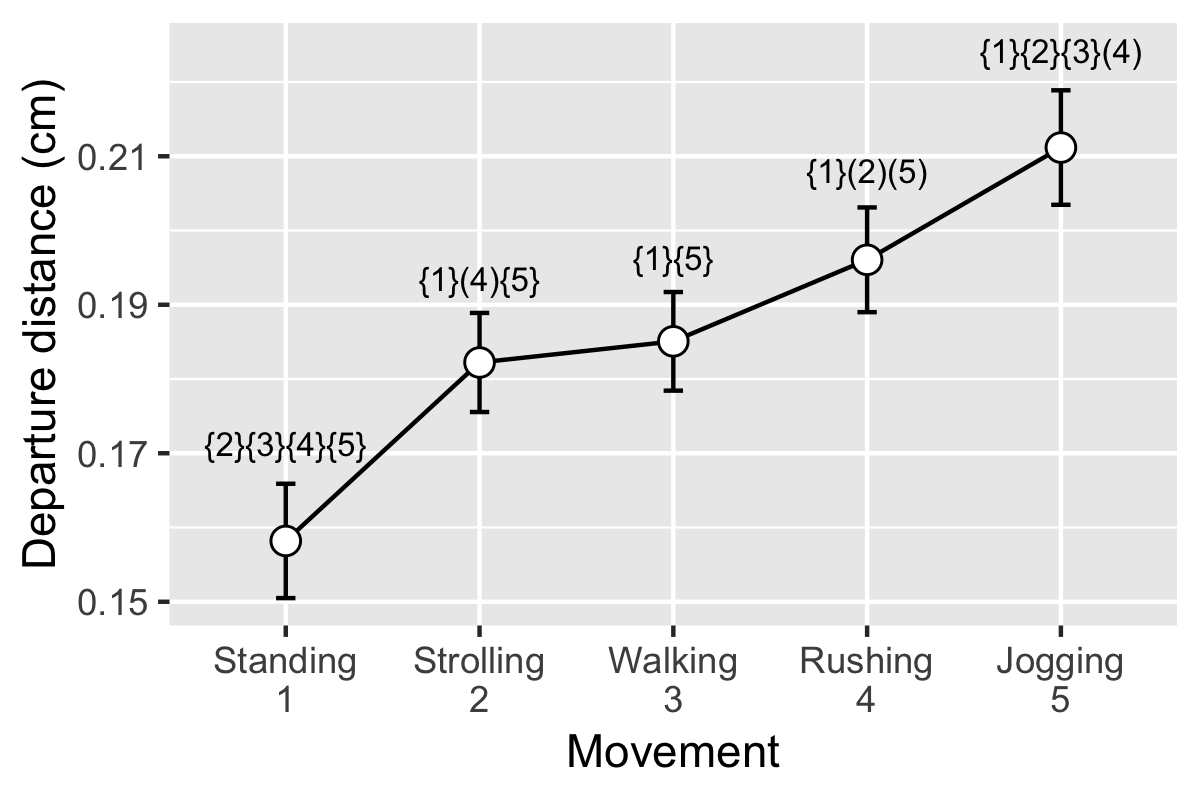 {1}{2}{3}(4)
{1}(2)(5)
{1}{5}
{1}(4){5}
{2}{3}{4}{5}
Departure distance (cm)
0.21
0.19
0.17
0.15
Standing Strolling Walking Rushing Jogging
1 2 3 4 5
Movement